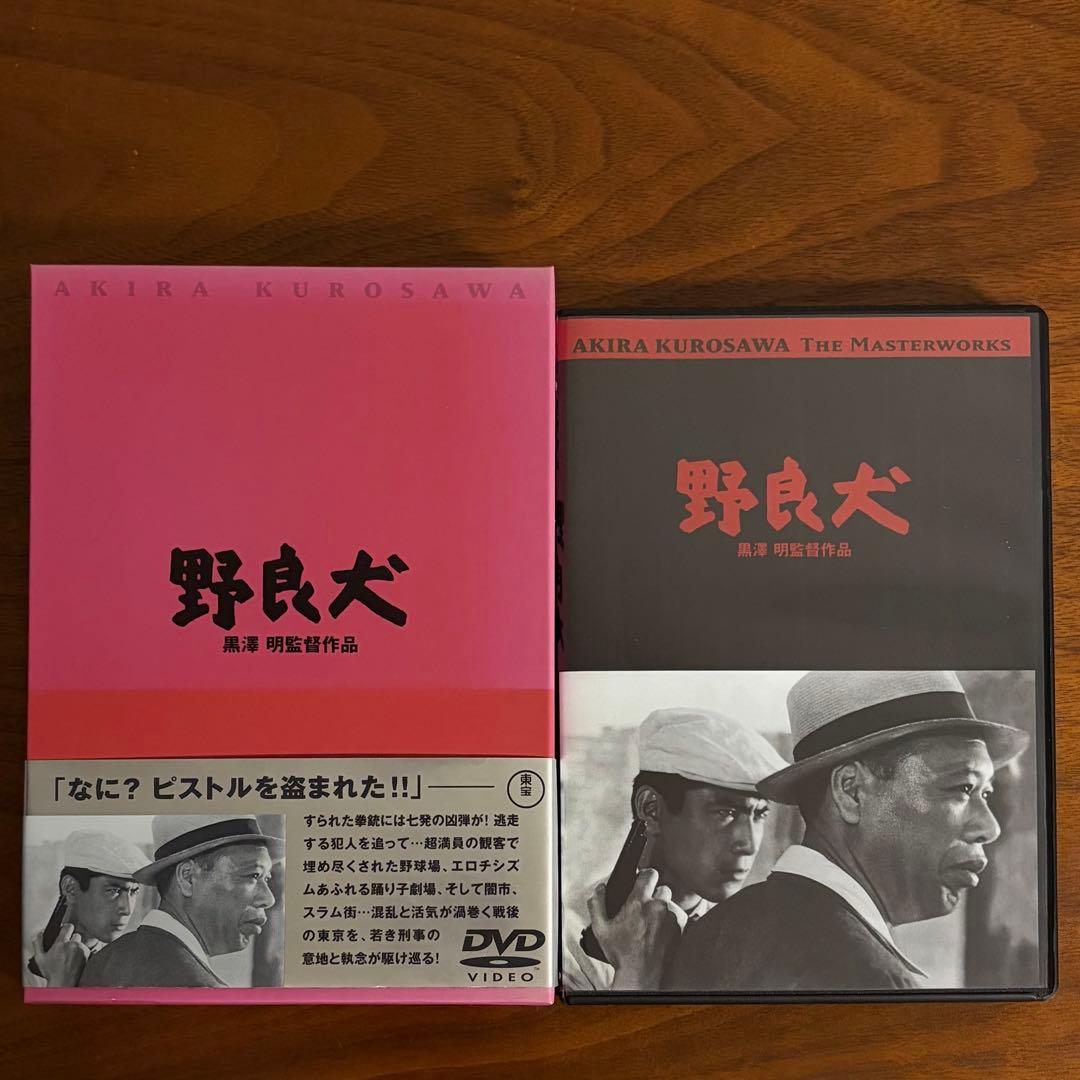 AKIRA KUROSAWA
野良犬
黒澤 明監督作品
「なに? ピストルを盗まれた!!」――
東宝
すられた拳銃には七発の凶弾が! 逃走
する犯人を追って…超満員の観客で
埋め尽くされた野球場、エロチシズ
ムあふれる踊り子劇場、そして闇市、
スラム街…混乱と活気が渦巻く戦後
の東京を、若き刑事の
意地と執念が駆け巡る!
DVD
VIDEO
TM
AKIRA KUROSAWA THE MASTERWORKS
野良犬
黒澤 明監督作品